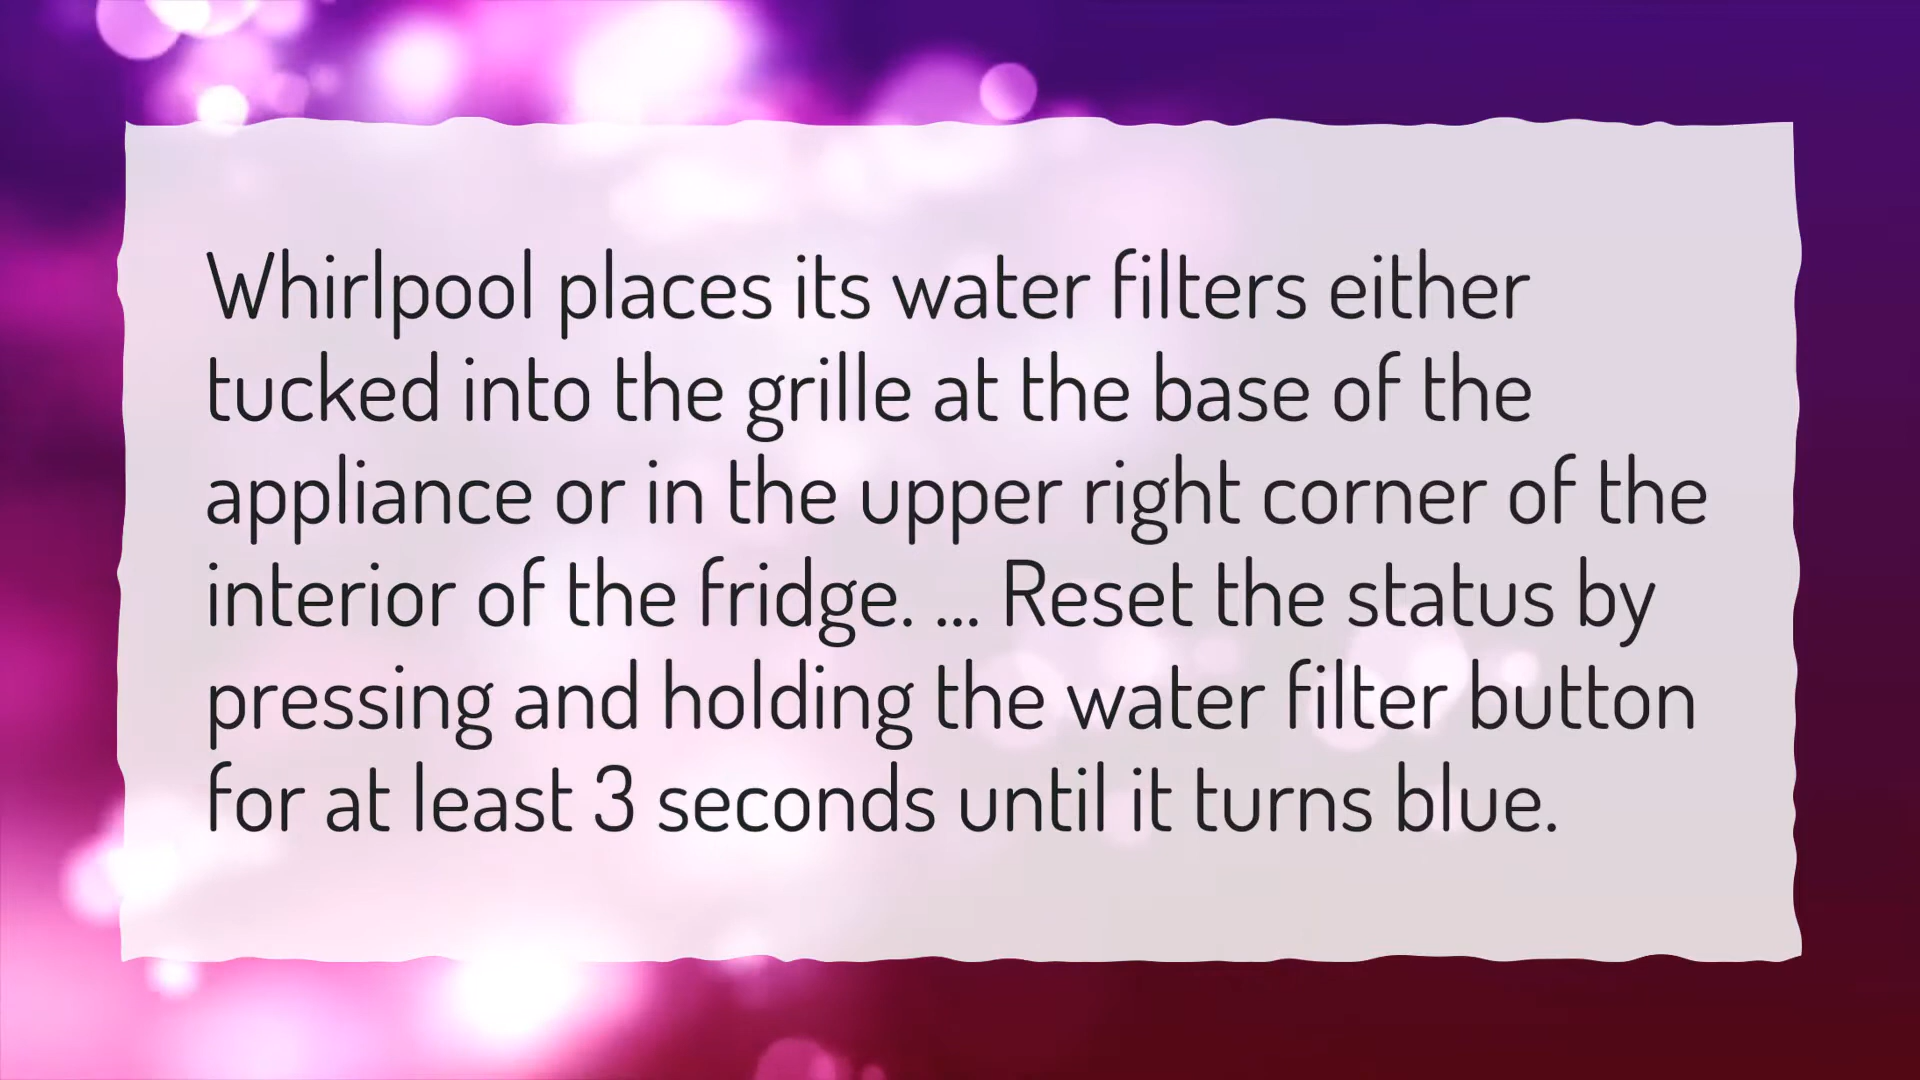 Whirlpool places its water filters either
tucked into the grille at the base of the
appliance or in the upper right corner of the
interior of the fridge. ... Reset the status by
pressing and holding the water filter button
for at least 3 seconds until it turns blue.